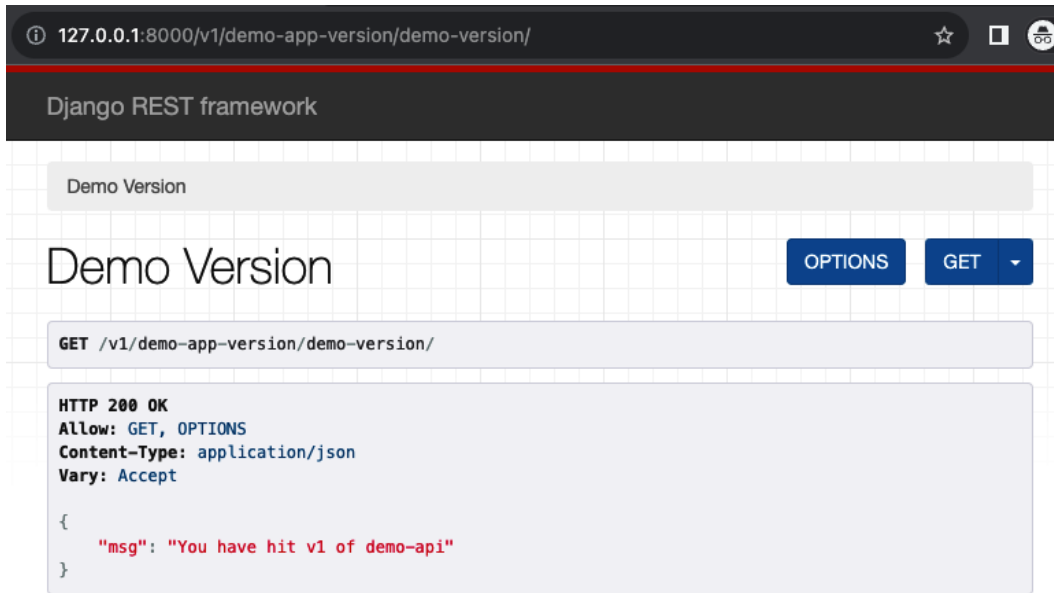 127.0.0.1:8000/v1/demo-app-version/demo-version/
Django REST framework
Demo Version
Demo Version
OPTIONS
GET
GET /v1/demo-app-version/demo-version/
HTTP 200 OK
Allow: GET, OPTIONS
Content-Type: application/json
Vary: Accept
{
    "msg": "You have hit v1 of demo-api"
}